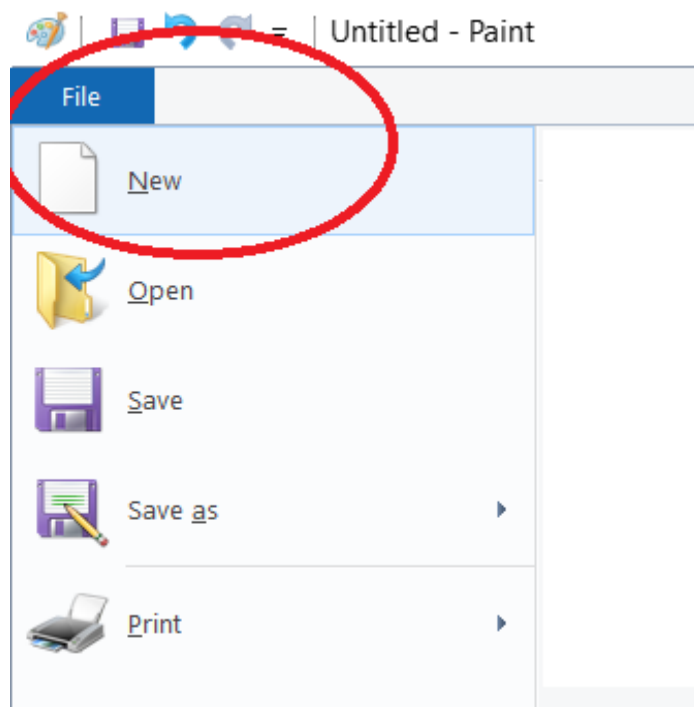 Untitled - Paint
File
New
Open
Save
Save as
Print